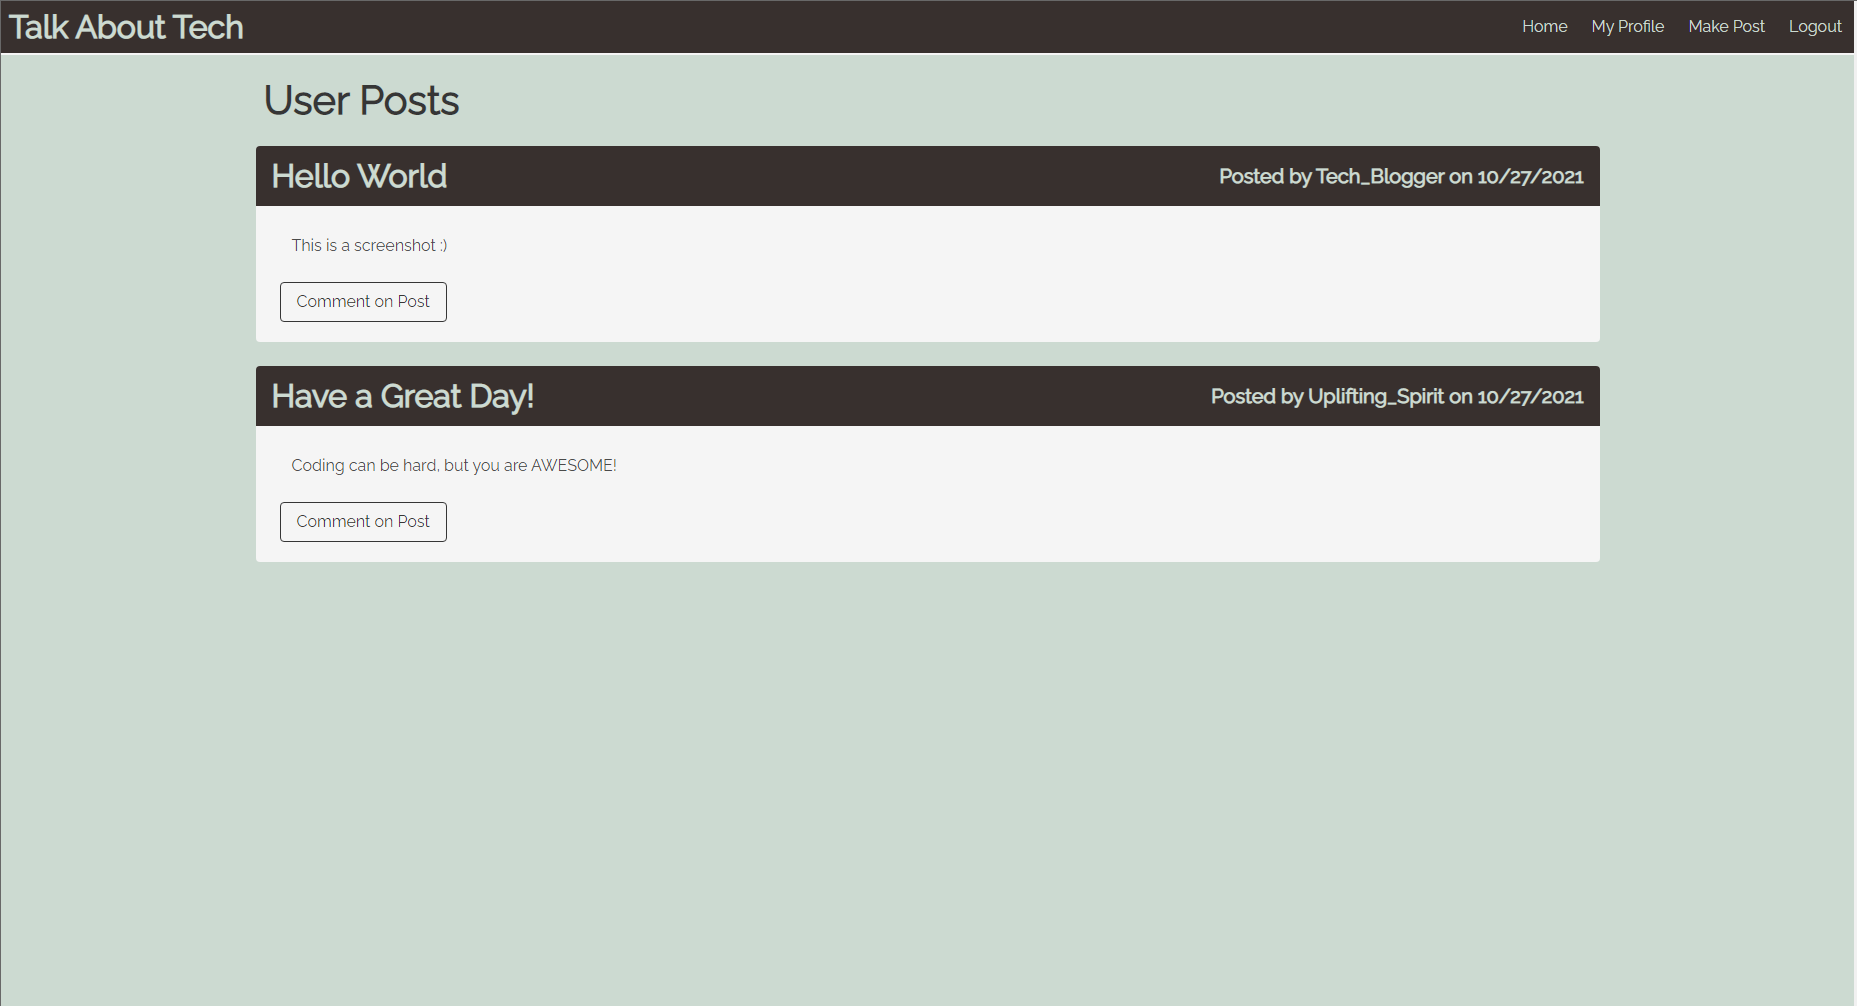 Talk About Tech
Home My Profile Make Post Logout
User Posts
Hello World
Posted by Tech_Blogger on 10/27/2021
This is a screenshot :)
Comment on Post
Have a Great Day!
Posted by Uplifting_Spirit on 10/27/2021
Coding can be hard, but you are AWESOME!
Comment on Post